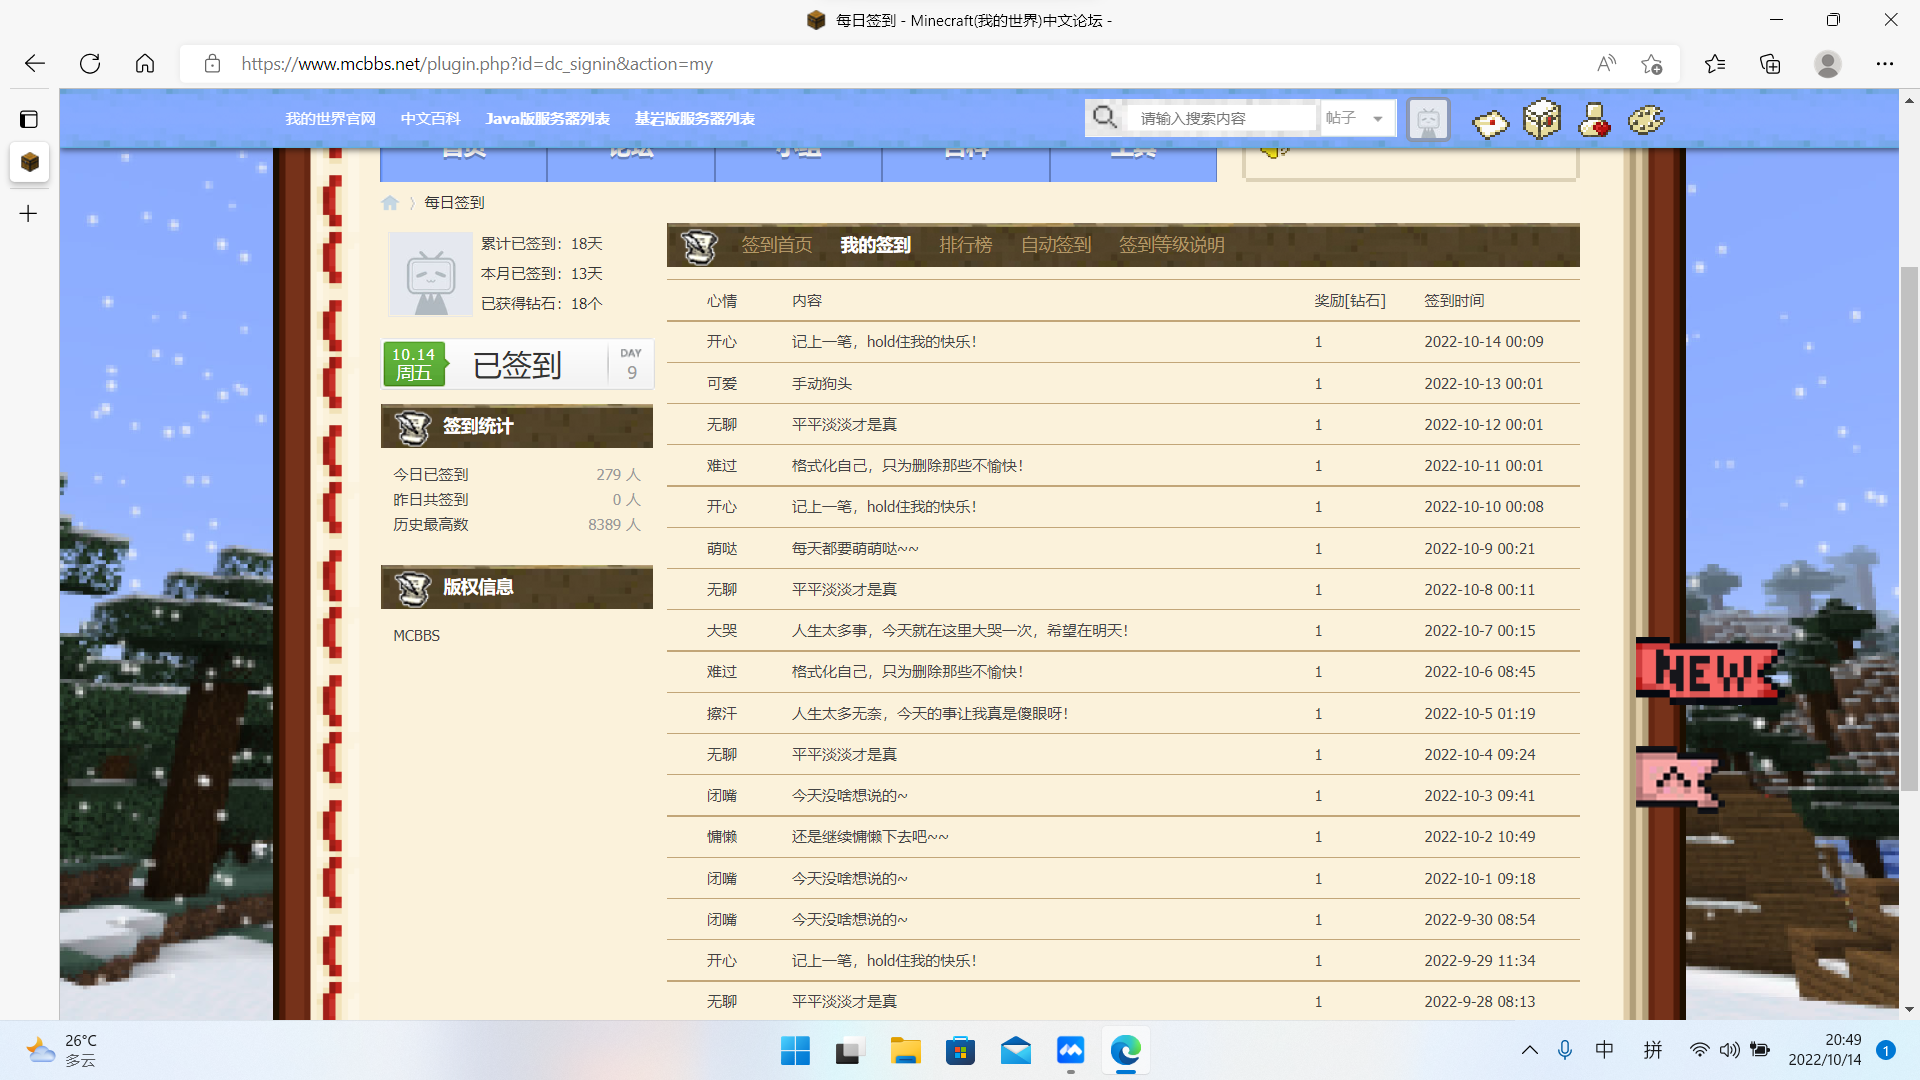 每日签到 - Minecraft(我的世界)中文论坛 -
https://www.mcbbs.net/plugin.php?id=dc_signin&action=my
我的世界官网 中文百科 Java版服务器列表 基岩版服务器列表
请输入搜索内容 帖子
首页 论坛 小组 百科 工具
每日签到
累计已签到：18天
本月已签到：13天
已获得钻石：18个
10.14
周五
已签到
DAY
9
签到统计
今日已签到 279 人
昨日共签到 0 人
历史最高数 8389 人
版权信息
MCBBS
签到首页 我的签到 排行榜 自动签到 签到等级说明
心情 内容 奖励[钻石] 签到时间
开心 记上一笔，hold住我的快乐！ 1 2022-10-14 00:09
可爱 手动狗头 1 2022-10-13 00:01
无聊 平平淡淡才是真 1 2022-10-12 00:01
难过 格式化自己，只为删除那些不愉快！ 1 2022-10-11 00:01
开心 记上一笔，hold住我的快乐！ 1 2022-10-10 00:08
萌哒 每天都要萌萌哒~~ 1 2022-10-9 00:21
无聊 平平淡淡才是真 1 2022-10-8 00:11
大哭 人生太多事，今天就在这里大哭一次，希望在明天！ 1 2022-10-7 00:15
难过 格式化自己，只为删除那些不愉快！ 1 2022-10-6 08:45
擦汗 人生太多无奈，今天的事让我真是傻眼呀！ 1 2022-10-5 01:19
无聊 平平淡淡才是真 1 2022-10-4 09:24
闭嘴 今天没啥想说的~ 1 2022-10-3 09:41
慵懒 还是继续慵懒下去吧~~ 1 2022-10-2 10:49
闭嘴 今天没啥想说的~ 1 2022-10-1 09:18
闭嘴 今天没啥想说的~ 1 2022-9-30 08:54
开心 记上一笔，hold住我的快乐！ 1 2022-9-29 11:34
无聊 平平淡淡才是真 1 2022-9-28 08:13
NEW
26°C
多云
中 拼
20:49
2022/10/14
1